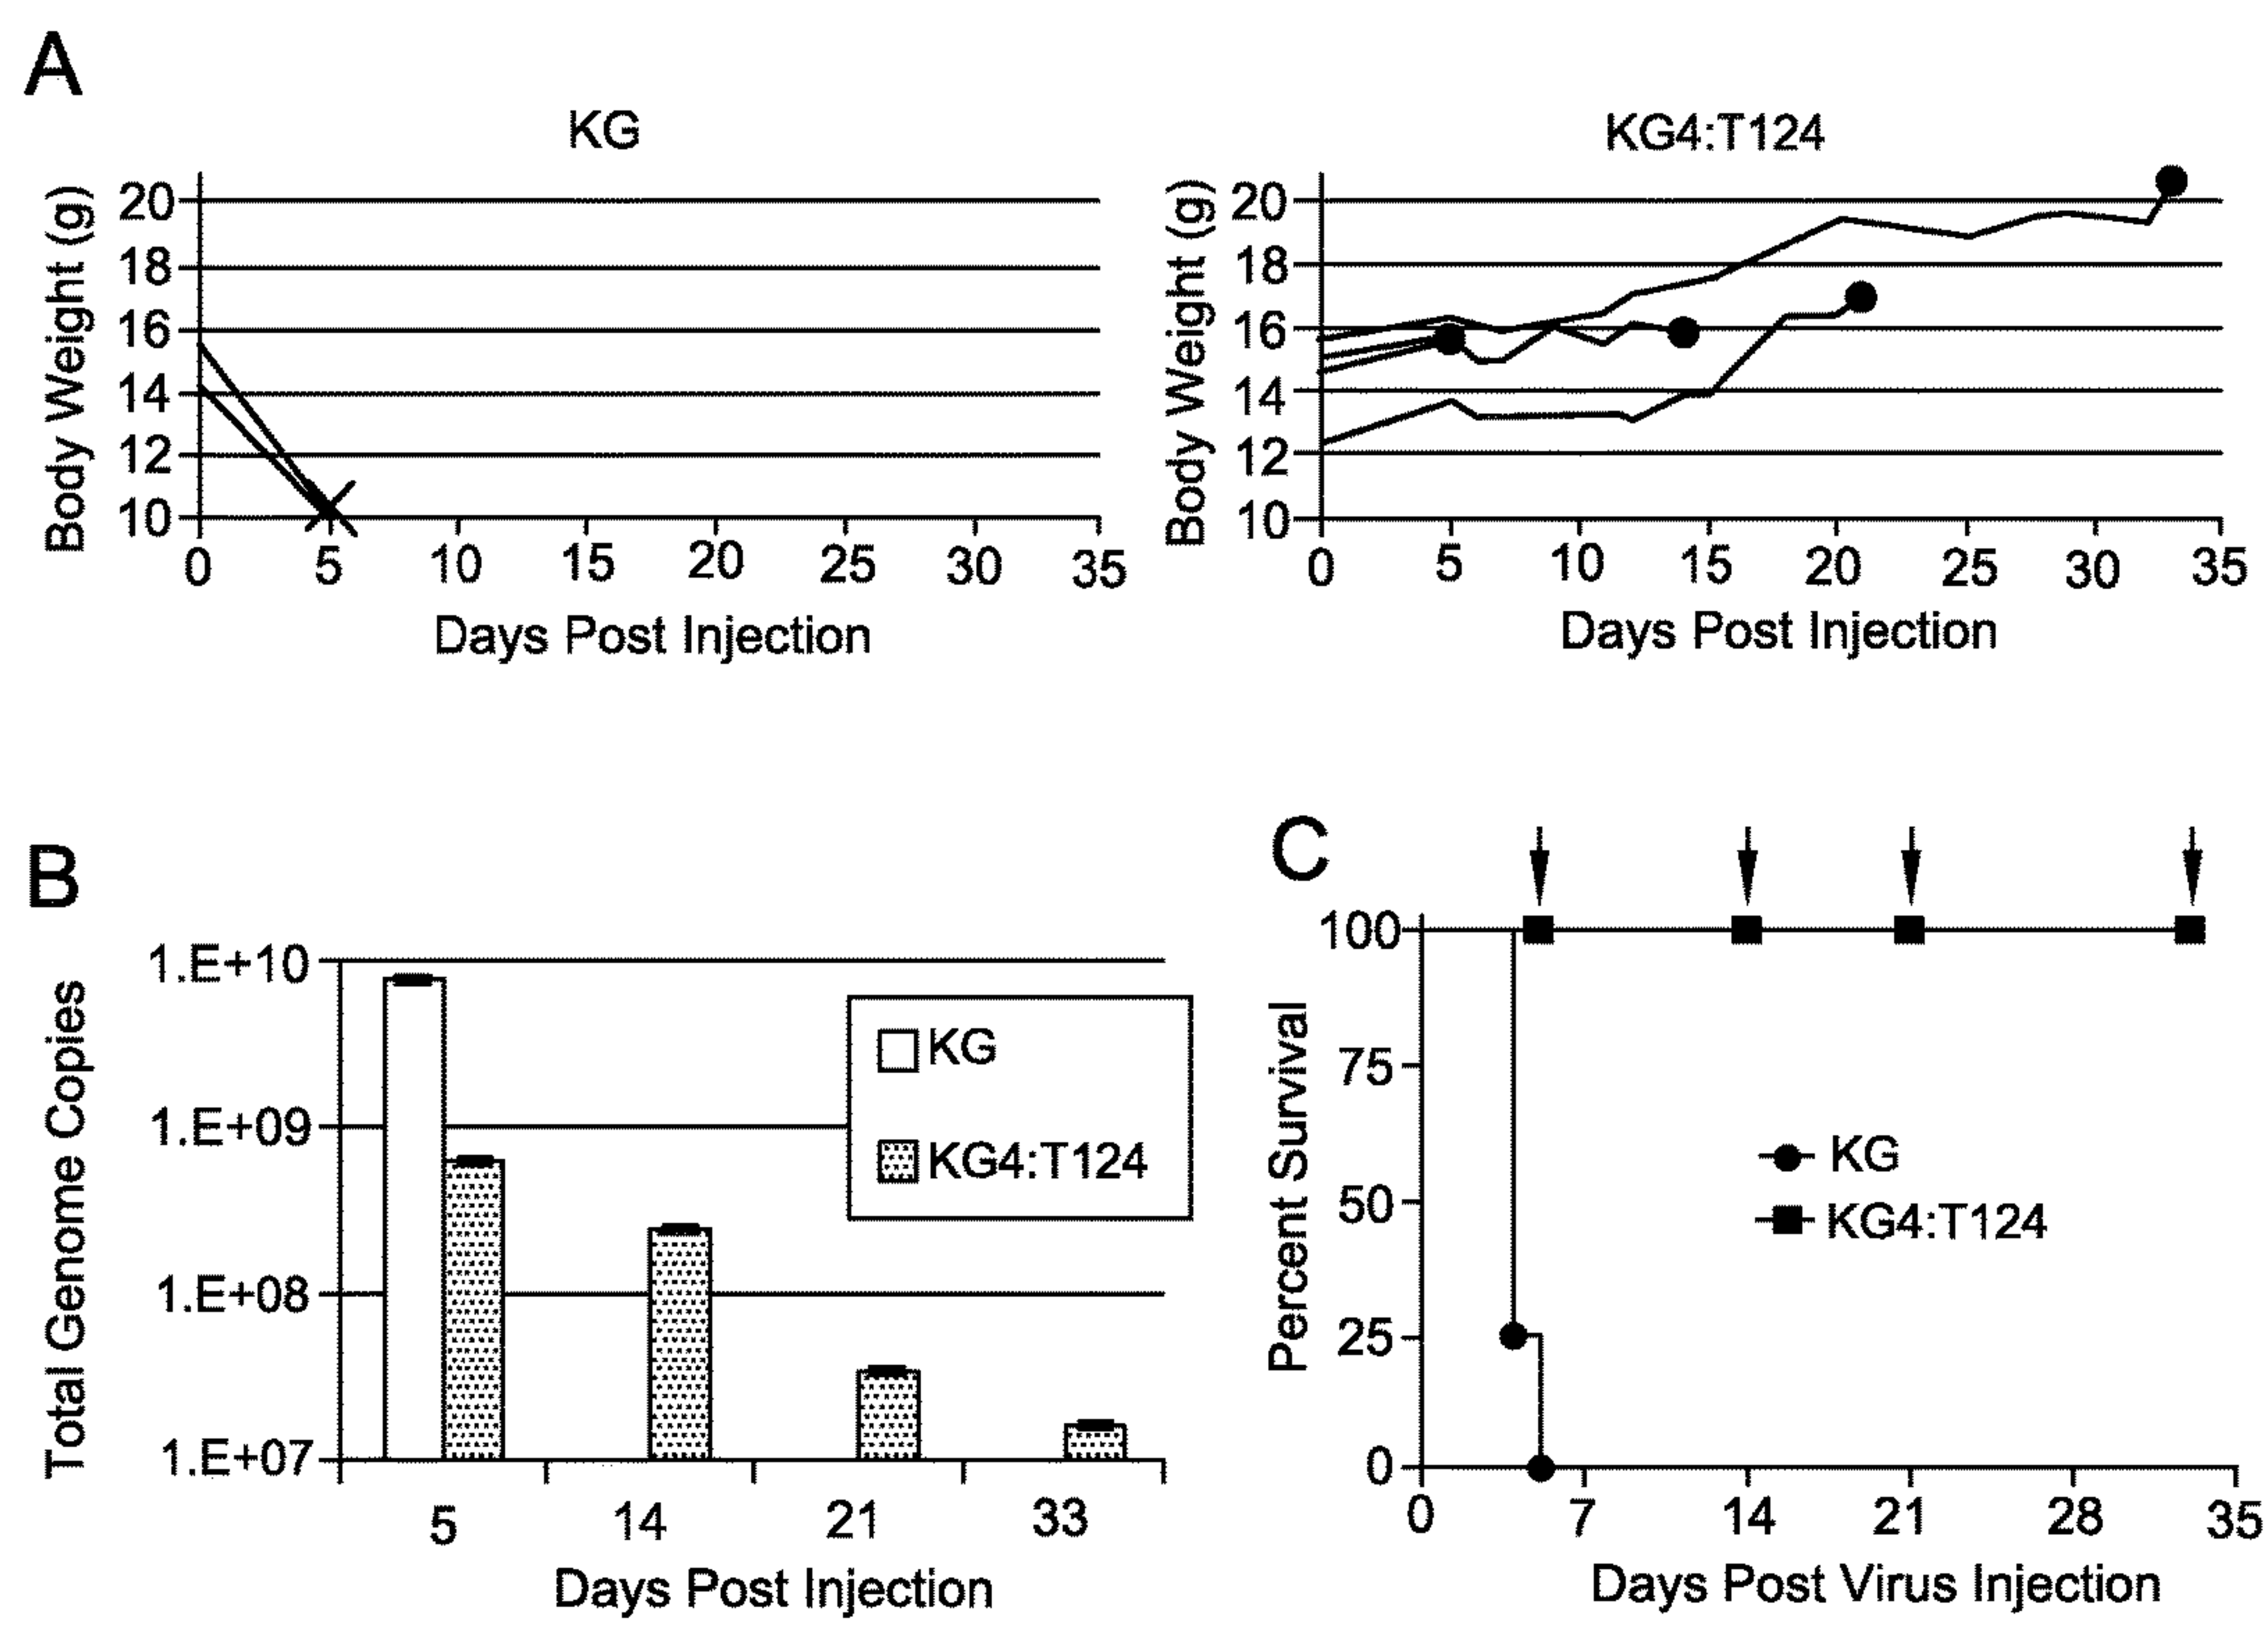 A
KG
Body Weight (g)
20
18
16
14
12
10
0 5 10 15 20 25 30 35
Days Post Injection
KG4:T124
Body Weight (g)
20
18
16
14
12
10
0 5 10 15 20 25 30 35
Days Post Injection
B
Total Genome Copies
1.E+10
1.E+09
1.E+08
1.E+07
KG
KG4:T124
5 14 21 33
Days Post Injection
C
Percent Survival
100
75
50
25
0
KG
KG4:T124
0 7 14 21 28 35
Days Post Virus Injection